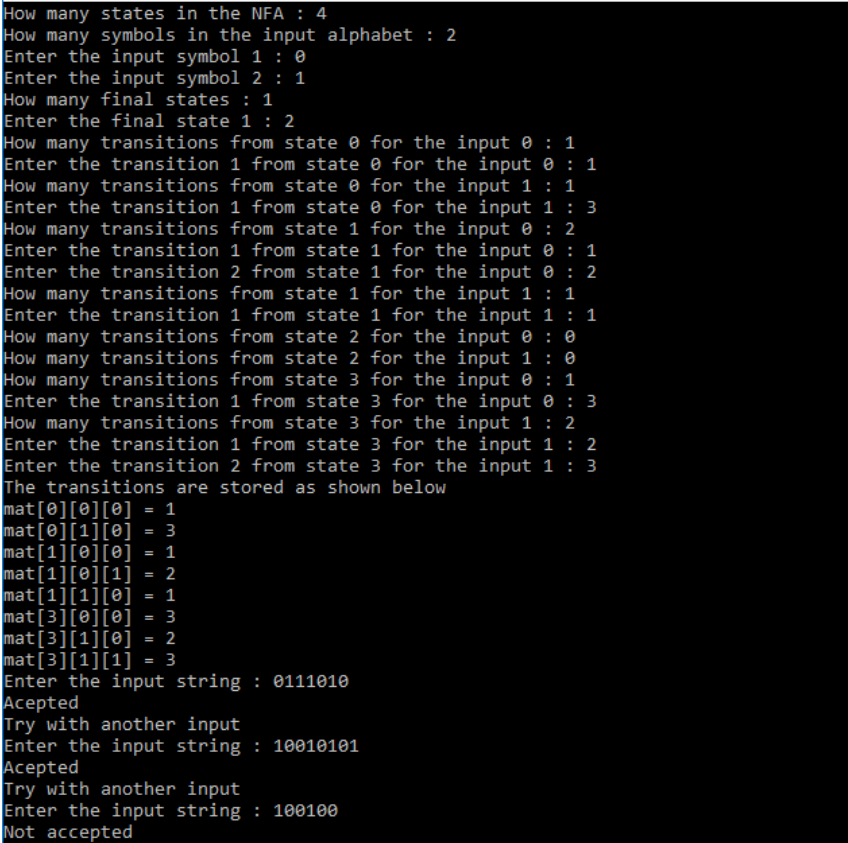 How many states in the NFA : 4
How many symbols in the input alphabet : 2
Enter the input symbol 1 : 0
Enter the input symbol 2 : 1
How many final states : 1
Enter the final state 1 : 2
How many transitions from state 0 for the input 0 : 1
Enter the transition 1 from state 0 for the input 0 : 1
How many transitions from state 0 for the input 1 : 1
Enter the transition 1 from state 0 for the input 1 : 3
How many transitions from state 1 for the input 0 : 2
Enter the transition 1 from state 1 for the input 0 : 1
Enter the transition 2 from state 1 for the input 0 : 2
How many transitions from state 1 for the input 1 : 1
Enter the transition 1 from state 1 for the input 1 : 1
How many transitions from state 2 for the input 0 : 0
How many transitions from state 2 for the input 1 : 0
How many transitions from state 3 for the input 0 : 1
Enter the transition 1 from state 3 for the input 0 : 3
How many transitions from state 3 for the input 1 : 2
Enter the transition 1 from state 3 for the input 1 : 2
Enter the transition 2 from state 3 for the input 1 : 3
The transitions are stored as shown below
mat[0][0][0] = 1
mat[0][1][0] = 3
mat[1][0][0] = 1
mat[1][0][1] = 2
mat[1][1][0] = 1
mat[3][0][0] = 3
mat[3][1][0] = 2
mat[3][1][1] = 3
Enter the input string : 0111010
Acepted
Try with another input
Enter the input string : 10010101
Acepted
Try with another input
Enter the input string : 100100
Not accepted